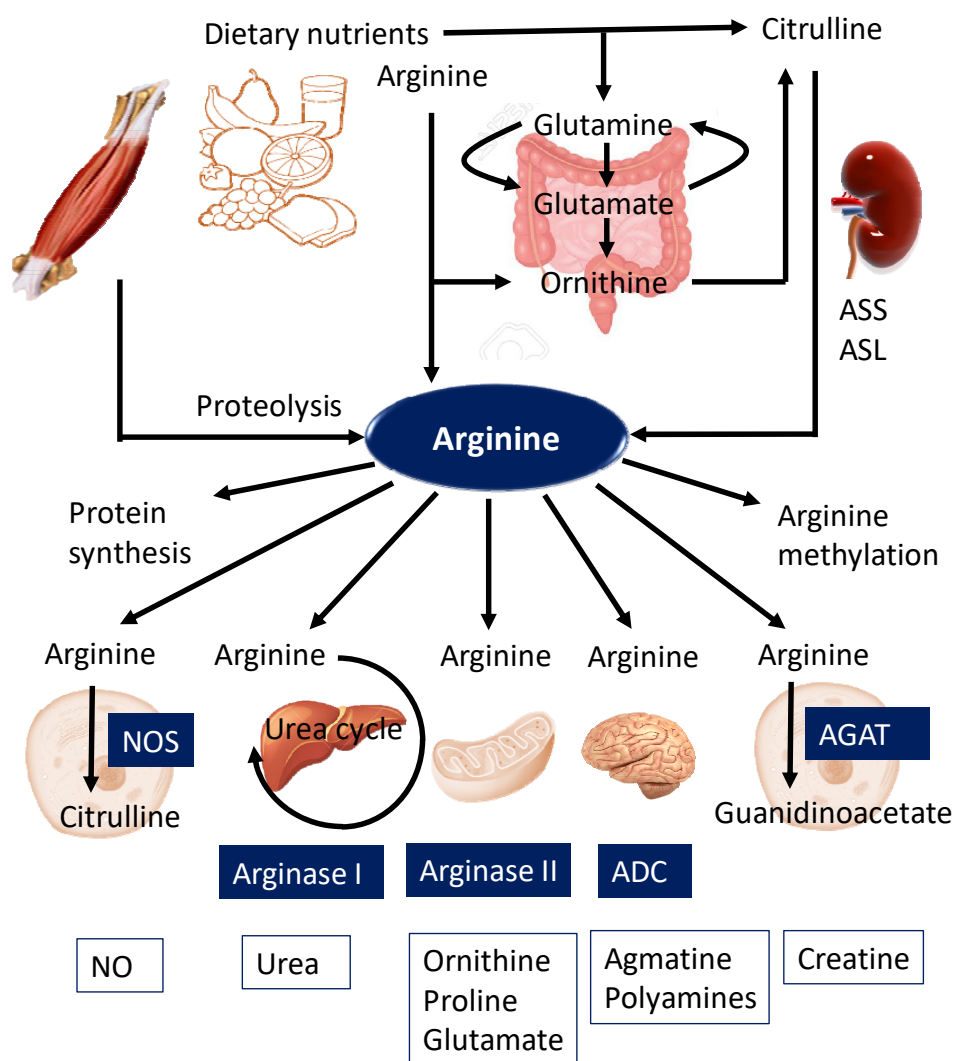 Dietary nutrients
Citrulline
Arginine
Glutamine
Glutamate
Ornithine
ASS
ASL
Proteolysis
Arginine
Protein
synthesis
Arginine
methylation
Arginine
Arginine
Arginine
Arginine
Arginine
NOS
Urea cycle
AGAT
Citrulline
Guanidinoacetate
Arginase I
Arginase II
ADC
NO
Urea
Ornithine
Proline
Glutamate
Agmatine
Polyamines
Creatine